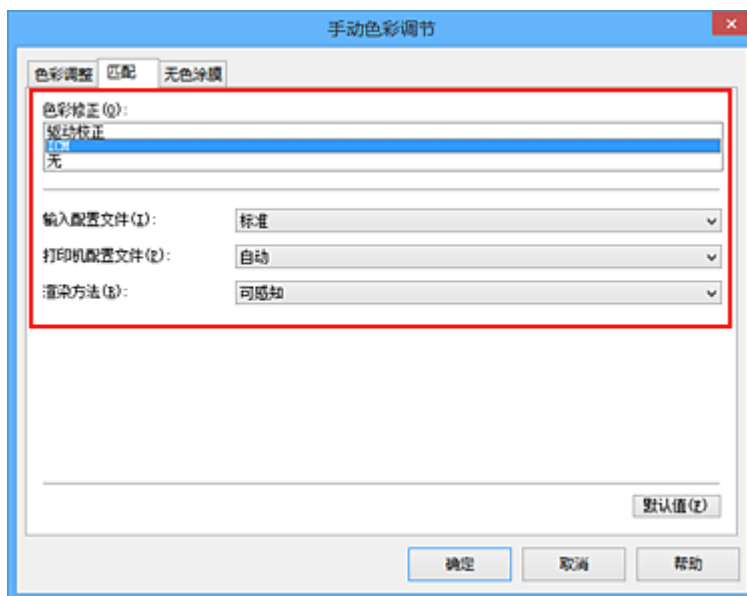 手动色彩调节
色彩调整 匹配 无色涂膜
色彩修正(Q):
驱动校正
ICM
无
输入配置文件(I): 标准
打印机配置文件(P): 自动
渲染方法(B): 可感知
默认值(F)
确定 取消 帮助